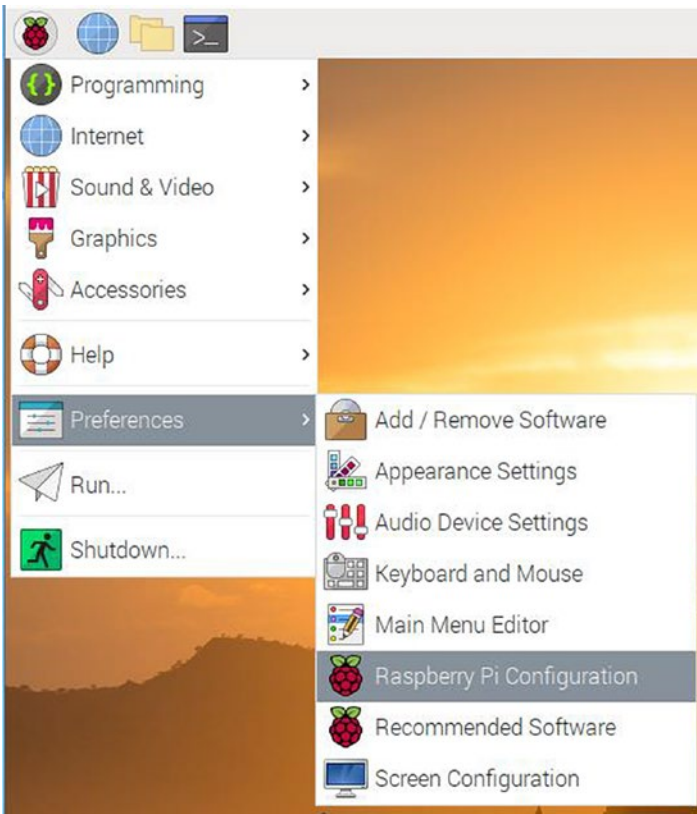 >_
Programming
Internet
Sound & Video
Graphics
Accessories
Help
Preferences
Run...
Shutdown...
Add / Remove Software
Appearance Settings
Audio Device Settings
Keyboard and Mouse
Main Menu Editor
Raspberry Pi Configuration
Recommended Software
Screen Configuration